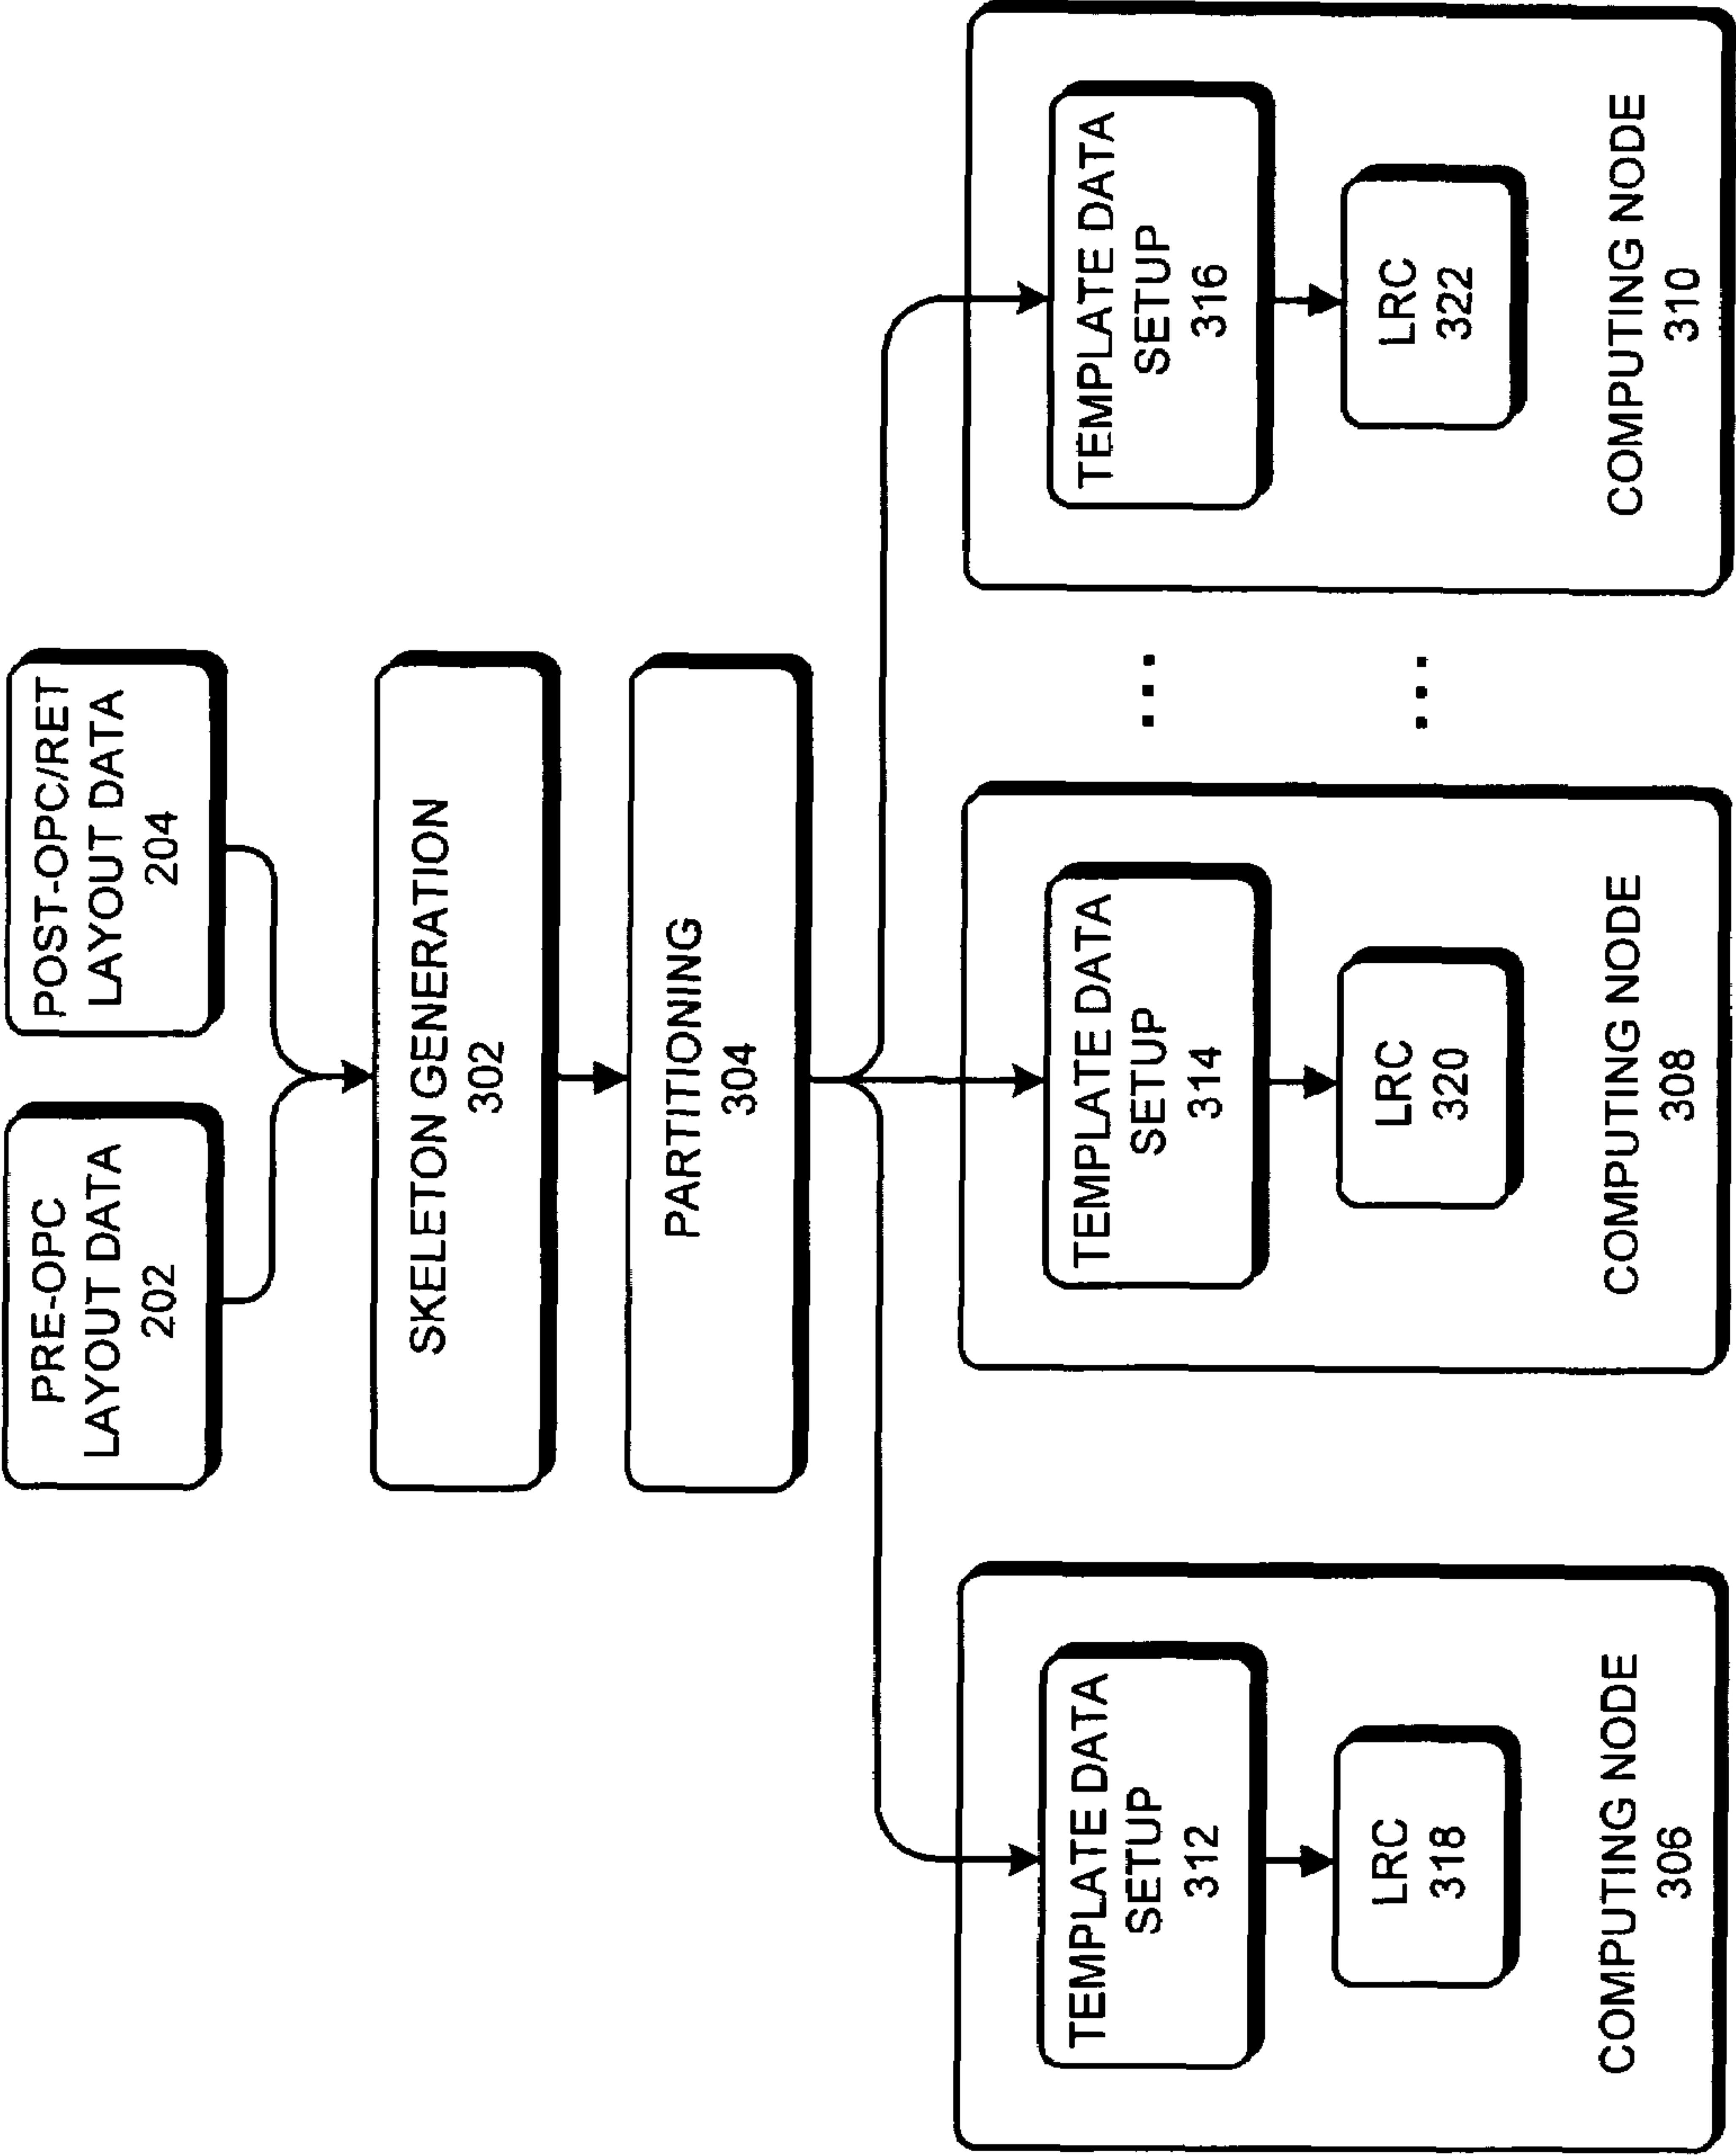 PRE-OPC
LAYOUT DATA
202
POST-OPC/RET
LAYOUT DATA
204
SKELETON GENERATION
302
PARTITIONING
304
TEMPLATE DATA
SETUP
312
LRC
318
COMPUTING NODE
306
TEMPLATE DATA
SETUP
314
LRC
320
COMPUTING NODE
308
...
...
TEMPLATE DATA
SETUP
316
LRC
322
COMPUTING NODE
310